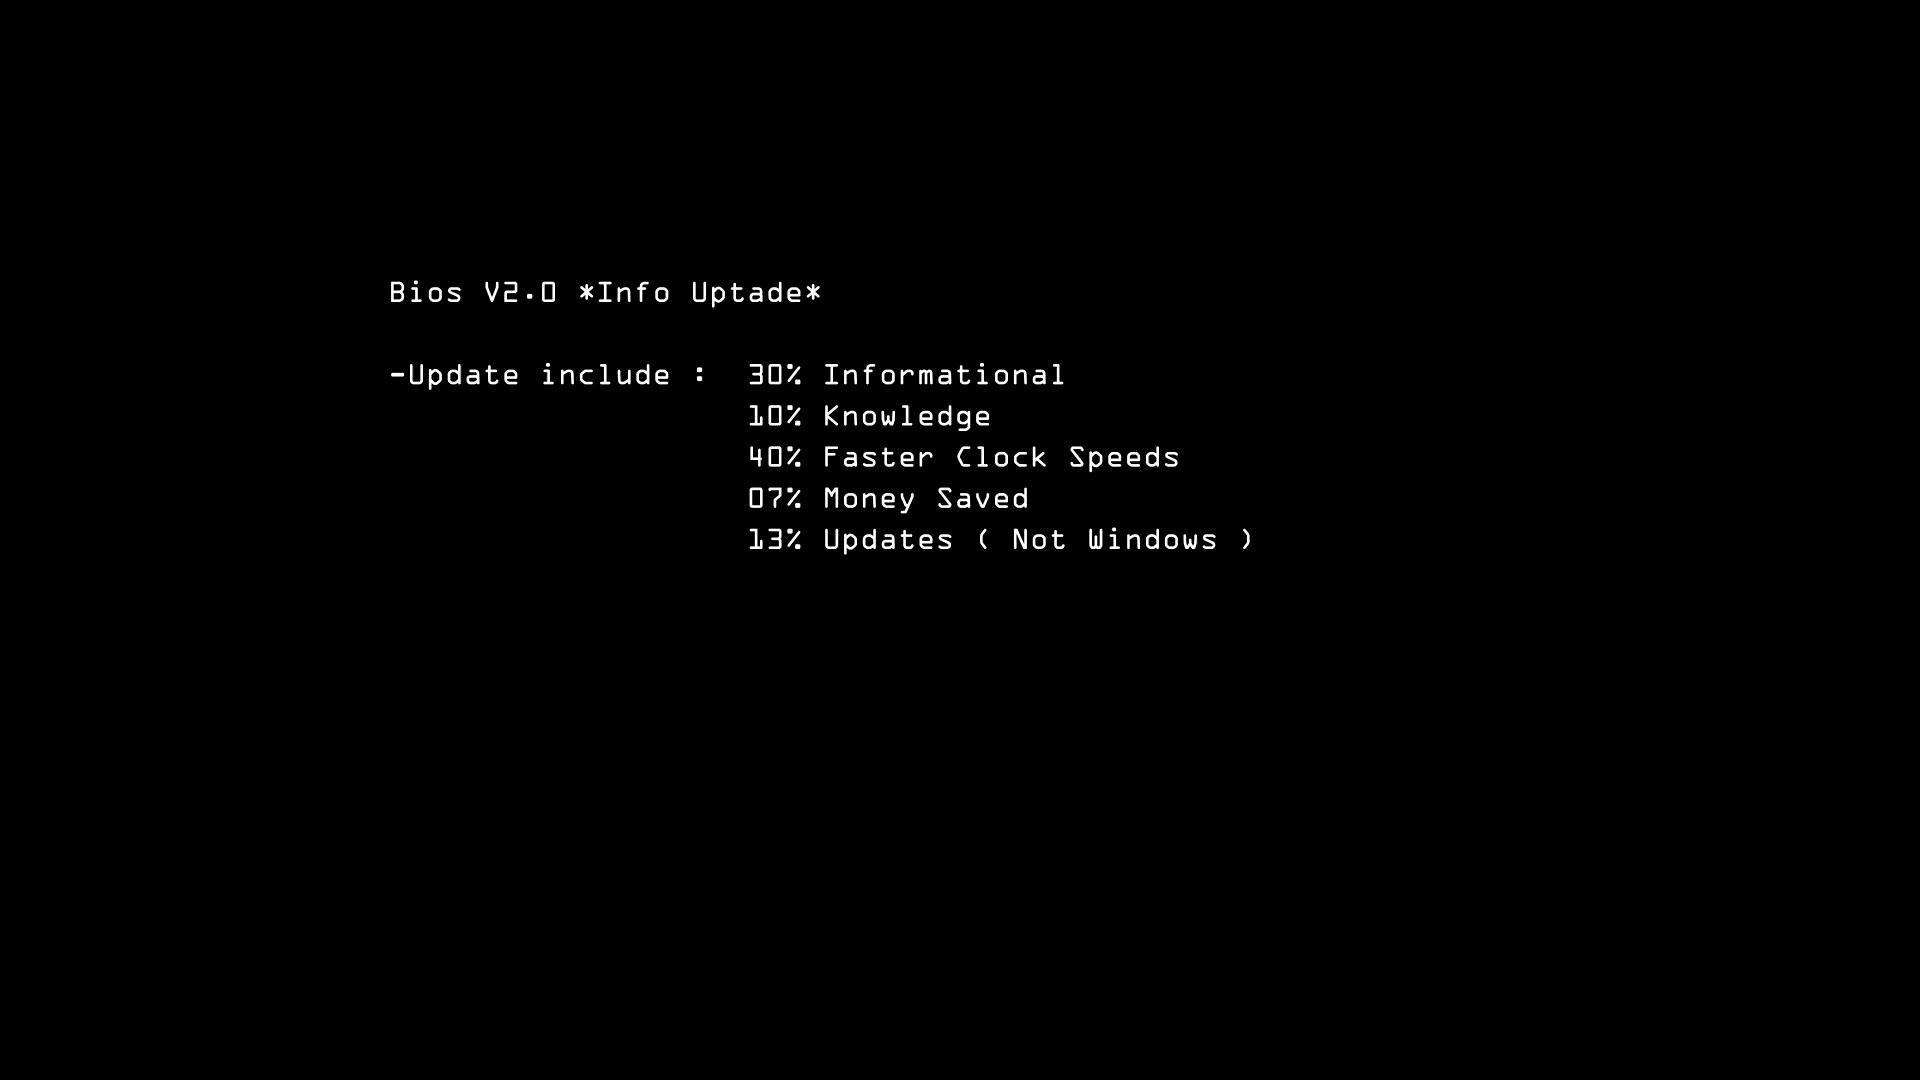 Bios V2.0 *Info Uptade*
-Update include : 30% Informational
10% Knowledge
40% Faster Clock Speeds
07% Money Saved
13% Updates ( Not Windows )